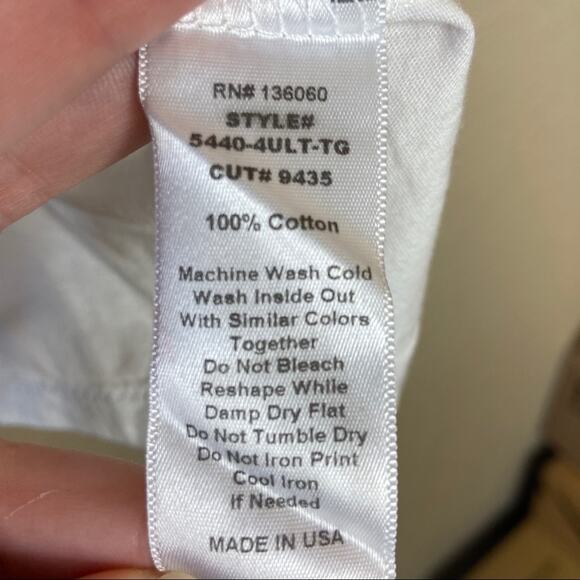 RN# 136060
STYLE#
5440-4ULT-TG
CUT# 9435
100% Cotton
Machine Wash Cold
Wash Inside Out
With Similar Colors
Together
Do Not Bleach
Reshape While
Damp Dry Flat
Do Not Tumble Dry
Do Not Iron Print
Cool Iron
If Needed
MADE IN USA